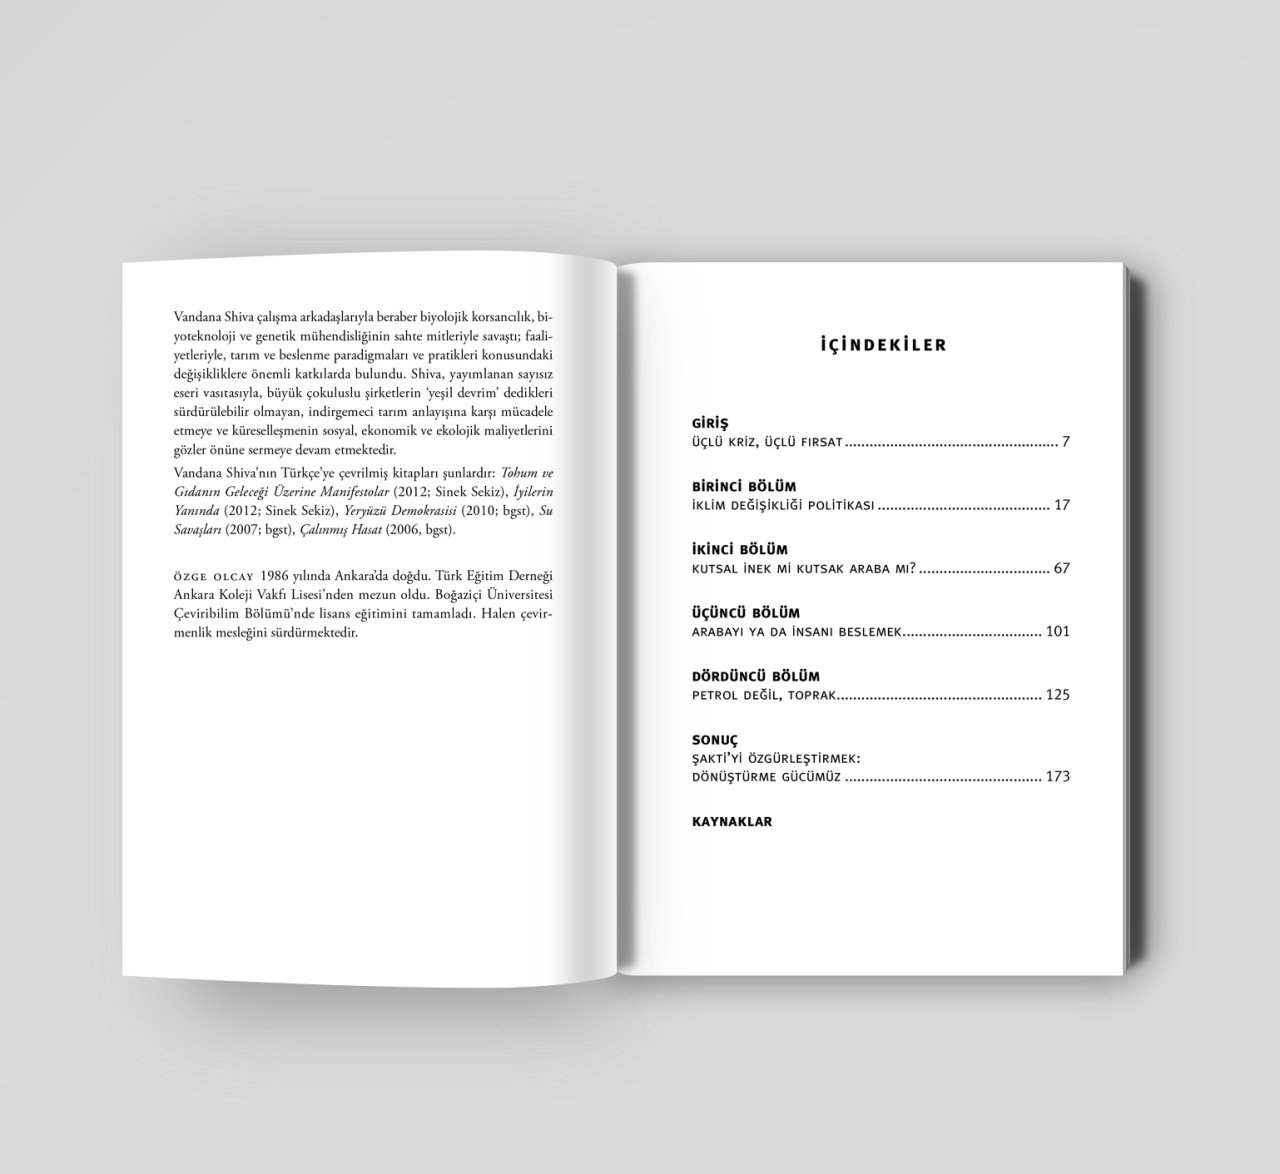 Vandana Shiva çalışma arkadaşlarıyla beraber biyolojik korsancılık, bi-
yoteknoloji ve genetik mühendisliğinin sahte mitleriyle savaştı; faali-
yetleriyle, tarım ve beslenme paradigmaları ve pratikleri konusundaki
değişikliklere önemli katkılarda bulundu. Shiva, yayımlanan sayısız
eseri vasıtasıyla, büyük çokuluslu şirketlerin ‘yeşil devrim’ dedikleri
sürdürülebilir olmayan, indirgemeci tarım anlayışına karşı mücadele
etmeye ve küreselleşmenin sosyal, ekonomik ve ekolojik maliyetlerini
gözler önüne sermeye devam etmektedir.
Vandana Shiva’nın Türkçe’ye çevrilmiş kitapları şunlardır: Tohum ve
Gıdanın Geleceği Üzerine Manifestolar (2012; Sinek Sekiz), İyilerin
Yanında (2012; Sinek Sekiz), Yeryüzü Demokrasisi (2010; bgst), Su
Savaşları (2007; bgst), Çalınmış Hasat (2006, bgst).
ÖZGE OLCAY 1986 yılında Ankara’da doğdu. Türk Eğitim Derneği
Ankara Koleji Vakfı Lisesi’nden mezun oldu. Boğaziçi Üniversitesi
Çeviribilim Bölümü’nde lisans eğitimini tamamladı. Halen çevir-
menlik mesleğini sürdürmektedir.
İÇİNDEKİLER
GİRİŞ
ÜÇLÜ KRİZ, ÜÇLÜ FIRSAT .................................................... 7
BİRİNCİ BÖLÜM
İKLİM DEĞİŞİKLİĞİ POLİTİKASI .......................................... 17
İKİNCİ BÖLÜM
KUTSAL İNEK Mİ KUTSAK ARABA MI? ................................ 67
ÜÇÜNCÜ BÖLÜM
ARABAYI YA DA İNSANI BESLEMEK.................................. 101
DÖRDÜNCÜ BÖLÜM
PETROL DEĞİL, TOPRAK.................................................. 125
SONUÇ
ŞAKTİ’Yİ ÖZGÜRLEŞTİRMEK:
DÖNÜŞTÜRME GÜCÜMÜZ ................................................ 173
KAYNAKLAR